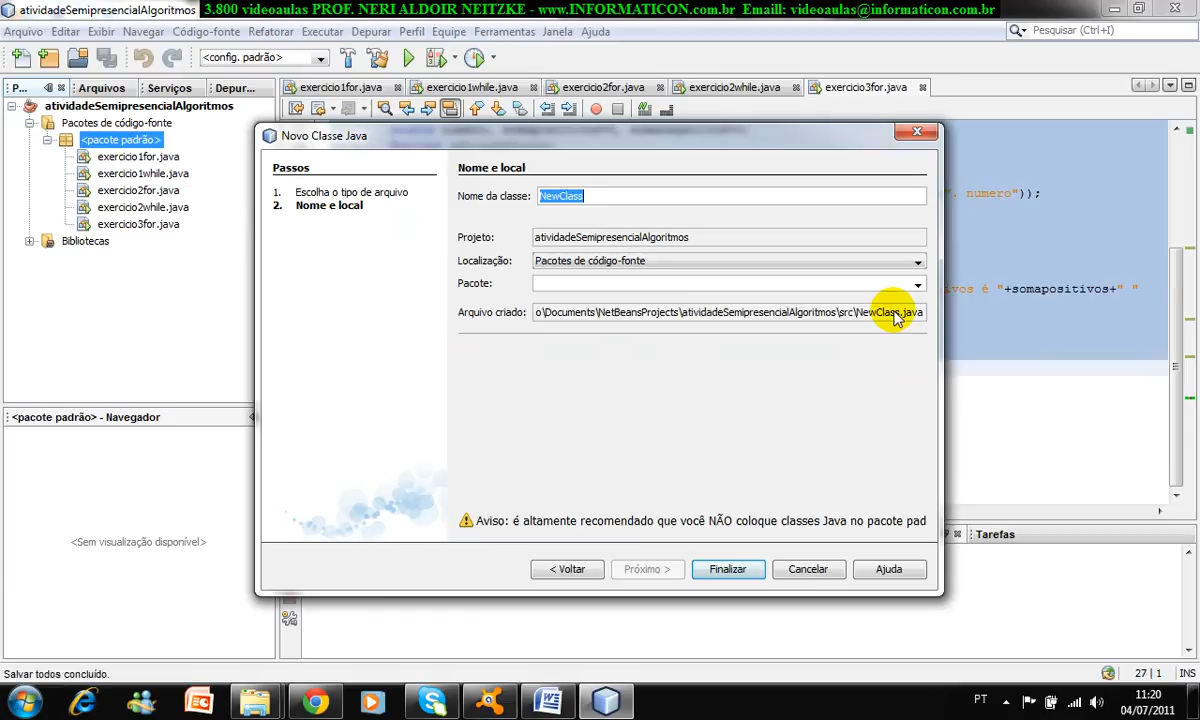 atividadeSemipresencialAlgoritmos
3.800 videoaulas PROF. NERI ALDOIR NEITZKE - www.INFORMATICON.com.br Emaill: videoaulas@informaticon.com.br
Arquivo Editar Exibir Navegar Código-fonte Refatorar Executar Depurar Perfil Equipe Ferramentas Janela Ajuda
Pesquisar (Ctrl+I)
<config. padrão>
P... Arquivos Serviços Depur...
exercicio1for.java exercicio1while.java exercicio2for.java exercicio2while.java exercicio3for.java
atividadeSemipresencialAlgoritmos
Pacotes de código-fonte
<pacote padrão>
exercicio1for.java
exercicio1while.java
exercicio2for.java
exercicio2while.java
exercicio3for.java
Bibliotecas
Novo Classe Java
Passos
1. Escolha o tipo de arquivo
2. Nome e local
Nome e local
Nome da classe: NewClass
Projeto: atividadeSemipresencialAlgoritmos
Localização: Pacotes de código-fonte
Pacote:
Arquivo criado: o\Documents\NetBeansProjects\atividadeSemipresencialAlgoritmos\src\NewClass.java
Aviso: é altamente recomendado que você NÃO coloque classes Java no pacote pad
< Voltar Próximo > Finalizar Cancelar Ajuda
". numero"));
ivos é "+somapositivos+" "
<pacote padrão> - Navegador
<Sem visualização disponível>
Tarefas
Salvar todos concluído.
27 | 1 INS
PT
11:20
04/07/2011